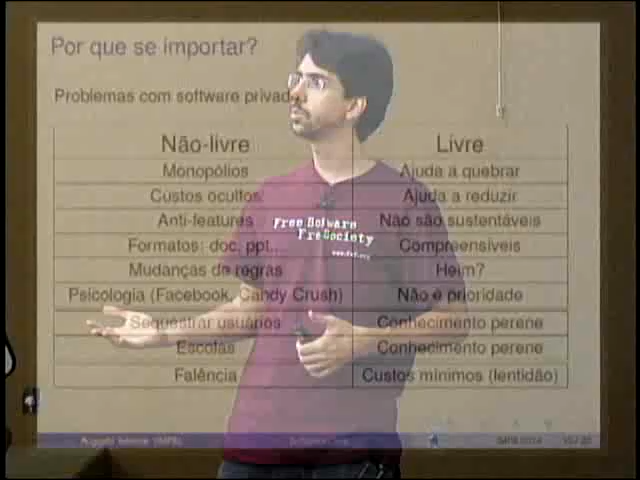 Por que se importar?
Problemas com software privad
Não-livre Livre
Monopólios Ajuda a quebrar
Custos ocultos Ajuda a reduzir
Anti-features Não são sustentáveis
Formatos: doc, ppt... Compreensíveis
Mudanças de regras Heim?
Psicologia (Facebook, Candy Crush) Não é prioridade
Sequestrar usuários Conhecimento perene
Escolas Conhecimento perene
Falência Custos mínimos (lentidão)
Free Software
Free Society